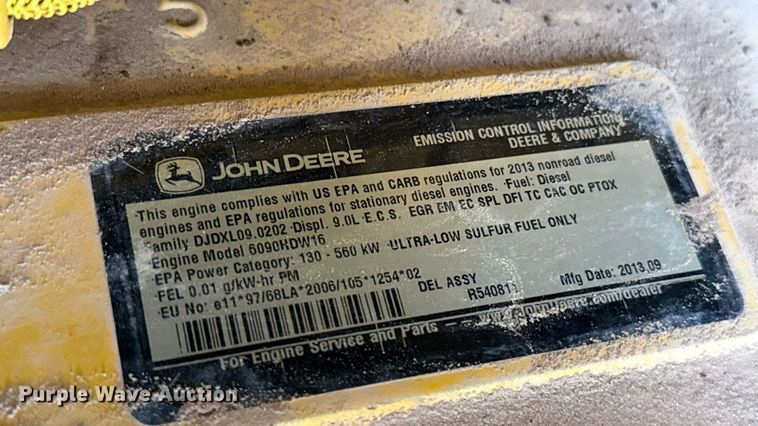 JOHN DEERE
EMISSION CONTROL INFORMATION
DEERE & COMPANY
This engine complies with US EPA and CARB regulations for 2013 nonroad diesel
engines and EPA regulations for stationary diesel engines. Fuel: Diesel
Family DJDXL09.0202 Displ. 9.0L E.C.S. EGR EM EC SPL DFI TC CAC OC PTOX
Engine Model 6090HDW16
EPA Power Category: 130 - 560 kW ULTRA-LOW SULFUR FUEL ONLY
FEL 0.01 g/kW-hr PM
EU No: e11*97/68LA*2006/105*1254*02
DEL ASSY
R540811
Mfg Date: 2013.09
For Engine Service and Parts
Purple Wave Auction